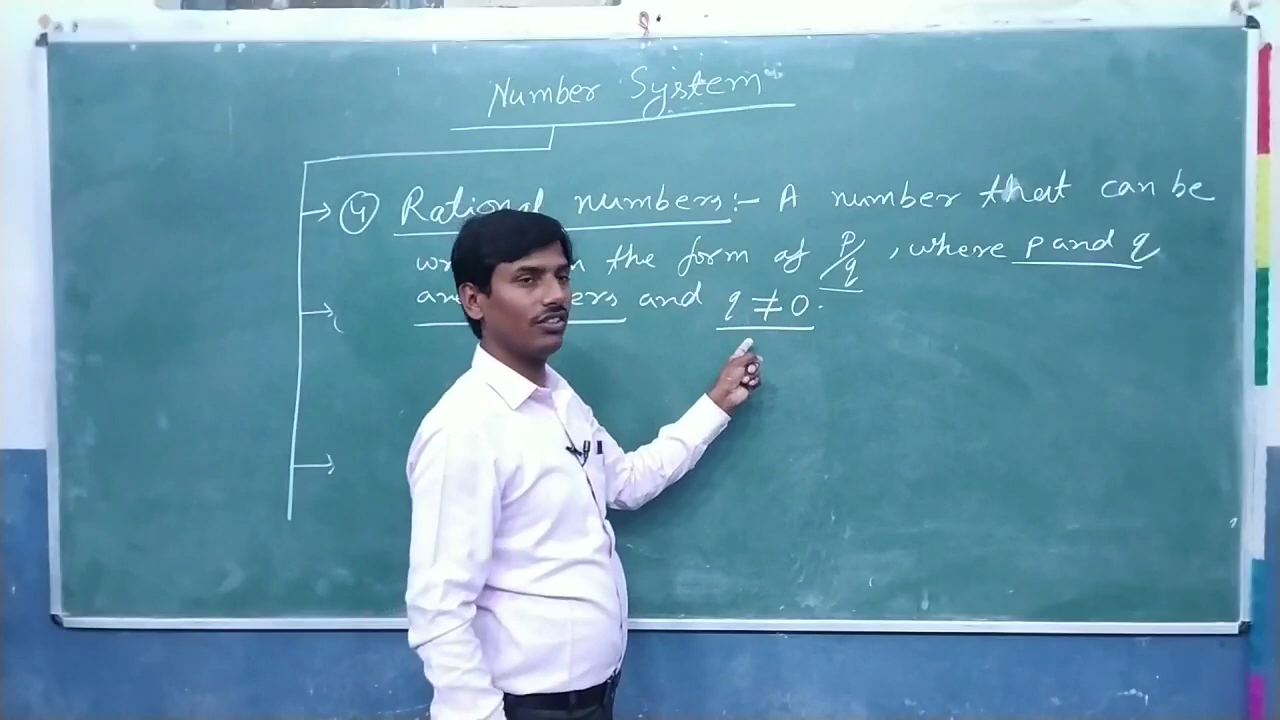 Number System
④ Rational numbers:- A number that can be
the form of p/q, where p and q
and q ≠ 0.